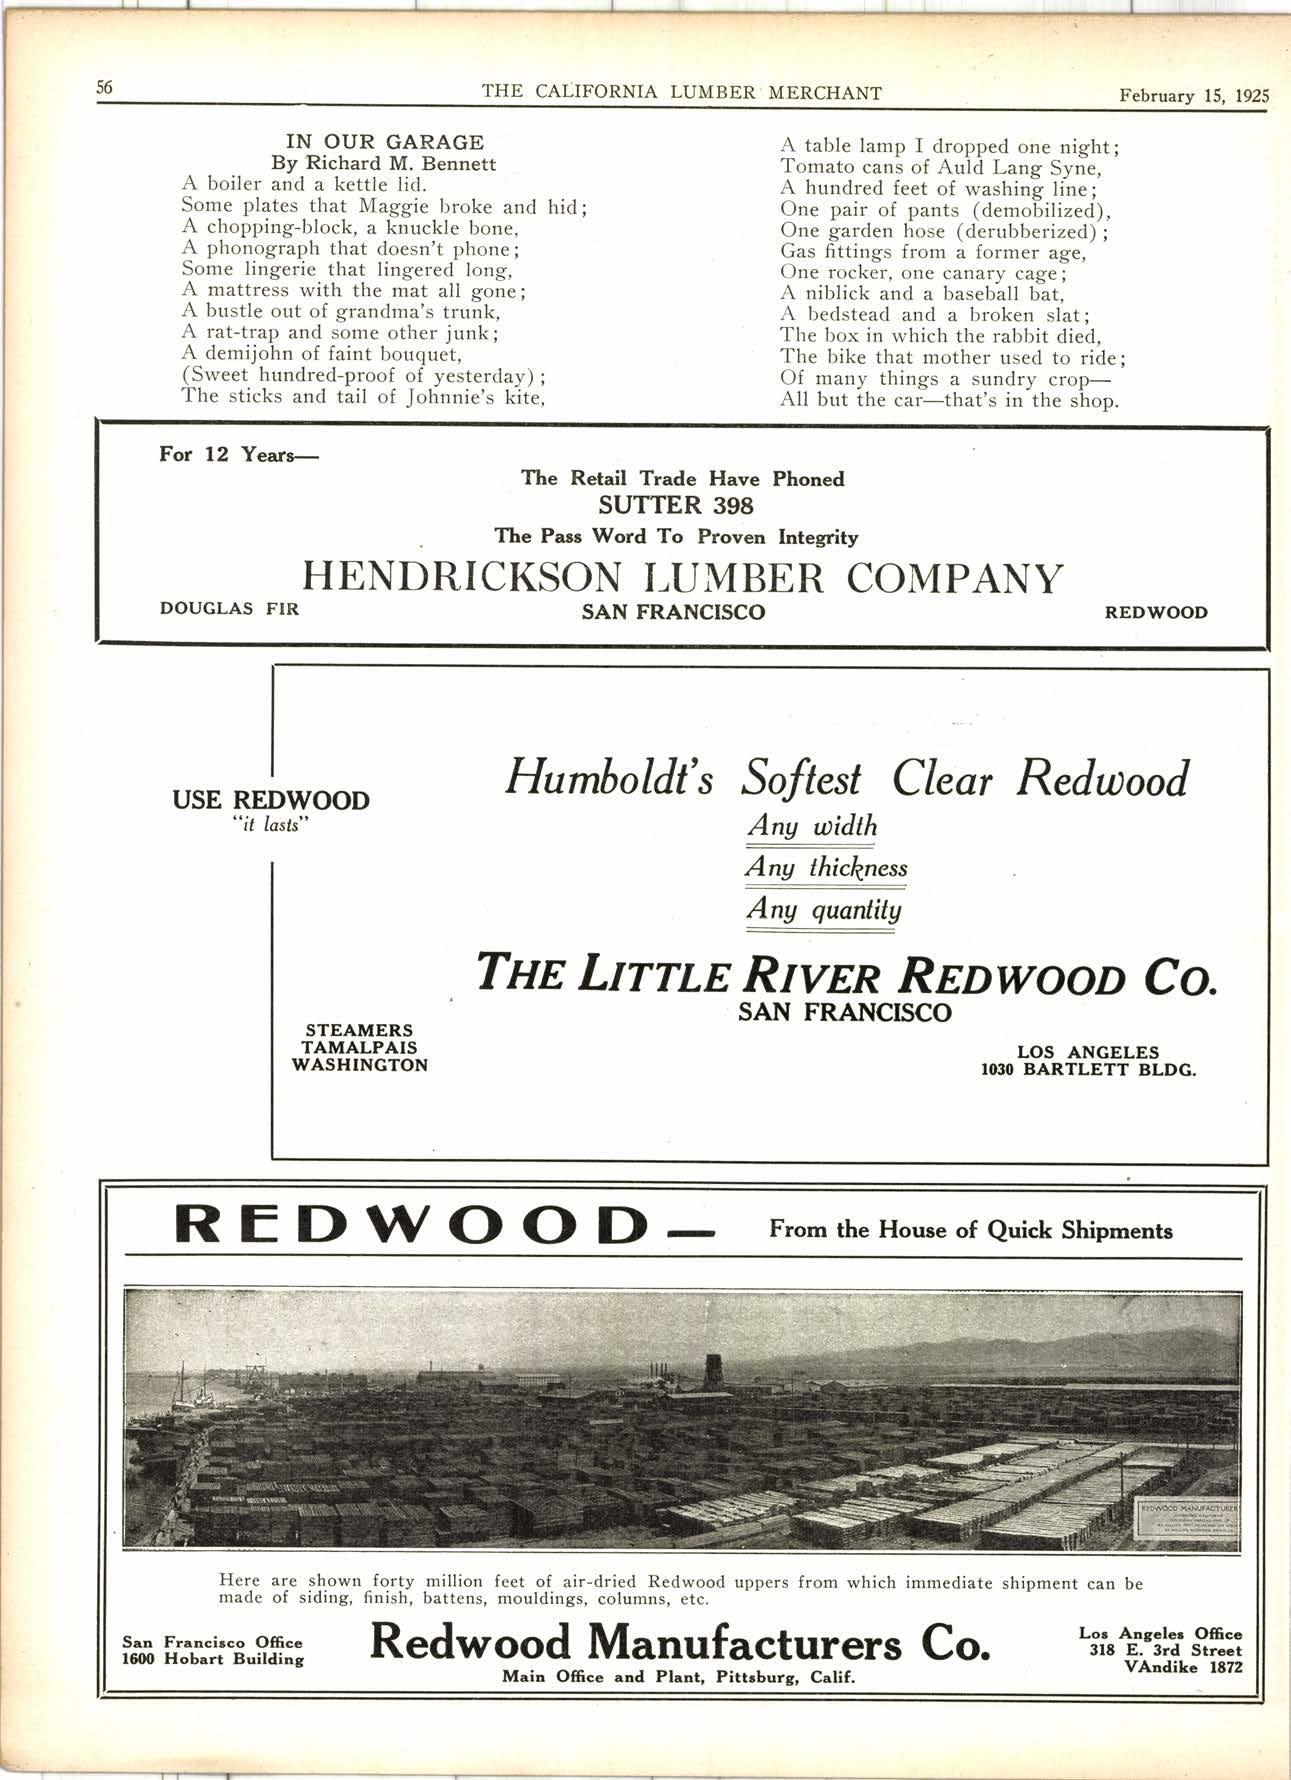 56
THE CALIFORNIA LUMBER MERCHANT
February 15, 1925
IN OUR GARAGE
By Richard M. Bennett
A boiler and a kettle lid.
Some plates that Maggie broke and hid;
A chopping-block, a knuckle bone,
A phonograph that doesn't phone;
Some lingerie that lingered long,
A mattress with the mat all gone;
A bustle out of grandma's trunk,
A rat-trap and some other junk;
A demijohn of faint bouquet,
(Sweet hundred-proof of yesterday);
The sticks and tail of Johnnie's kite,
A table lamp I dropped one night;
Tomato cans of Auld Lang Syne,
A hundred feet of washing line;
One pair of pants (demobilized),
One garden hose (derubberized);
Gas fittings from a former age,
One rocker, one canary cage;
A niblick and a baseball bat,
A bedstead and a broken slat;
The box in which the rabbit died,
The bike that mother used to ride;
Of many things a sundry crop—
All but the car—that's in the shop.
For 12 Years—
The Retail Trade Have Phoned
SUTTER 398
The Pass Word To Proven Integrity
HENDRICKSON LUMBER COMPANY
DOUGLAS FIR
SAN FRANCISCO
REDWOOD
USE REDWOOD
"it lasts"
Humboldt's Softest Clear Redwood
Any width
Any thickness
Any quantity
THE LITTLE RIVER REDWOOD CO.
SAN FRANCISCO
STEAMERS
TAMALPAIS
WASHINGTON
LOS ANGELES
1030 BARTLETT BLDG.
REDWOOD—
From the House of Quick Shipments
REDWOOD MANUFACTURER
Here are shown forty million feet of air-dried Redwood uppers from which immediate shipment can be
made of siding, finish, battens, mouldings, columns, etc.
San Francisco Office
1600 Hobart Building
Redwood Manufacturers Co.
Main Office and Plant, Pittsburg, Calif.
Los Angeles Office
318 E. 3rd Street
VAndike 1872